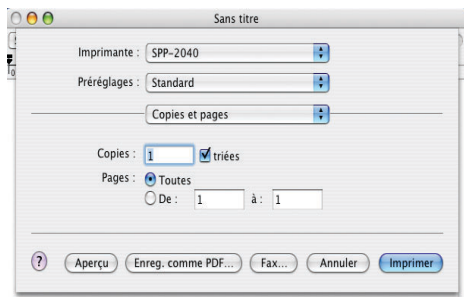 Sans titre
Imprimante : SPP-2040
Préréglages : Standard
Copies et pages
Copies : 1 triées
Pages : Toutes
De : 1 à : 1
? Aperçu Enreg. comme PDF... Fax... Annuler Imprimer